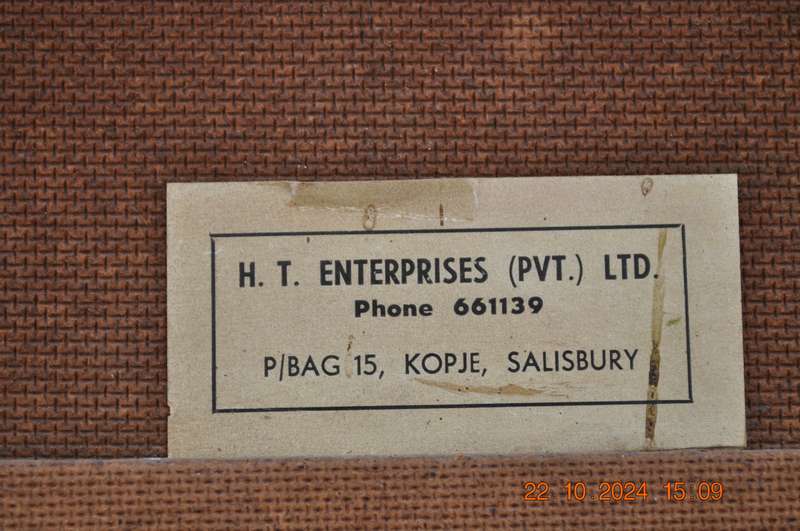 H. T. ENTERPRISES (PVT.) LTD.
Phone 661139
P/BAG 15, KOPJE, SALISBURY
22 10 2024 15:09